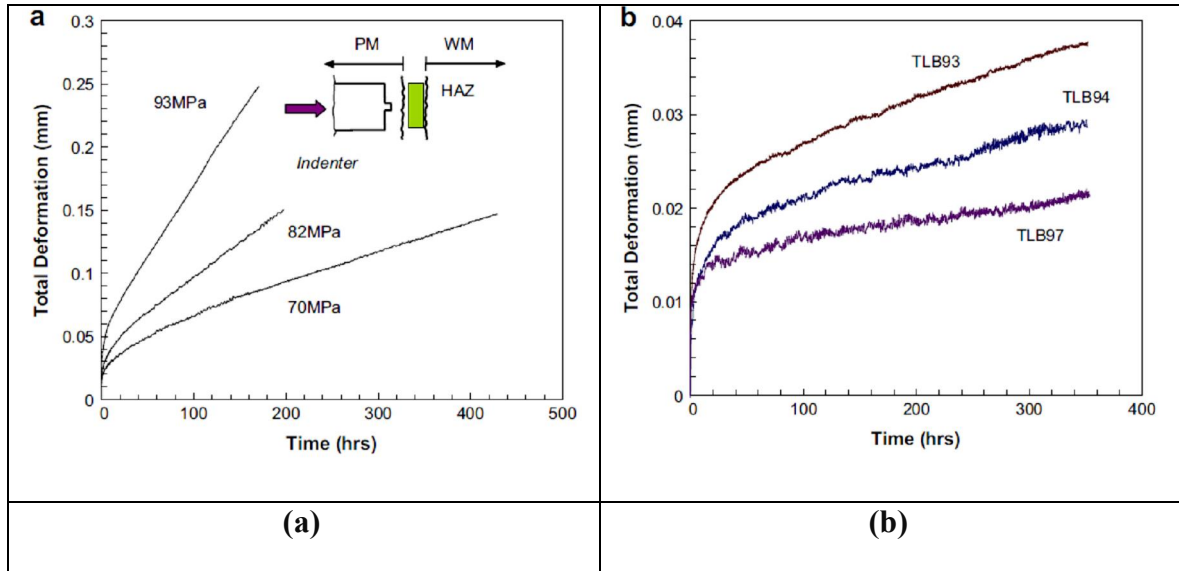 a
0.3
0.25
0.2
0.15
0.1
0.05
0
Total Deformation (mm)
93MPa
PM
WM
HAZ
Indenter
82MPa
70MPa
0
100
200
300
400
500
Time (hrs)
b
0.04
0.03
0.02
0.01
0
Total Deformation (mm)
TLB93
TLB94
TLB97
0
100
200
300
400
Time (hrs)
(a)
(b)